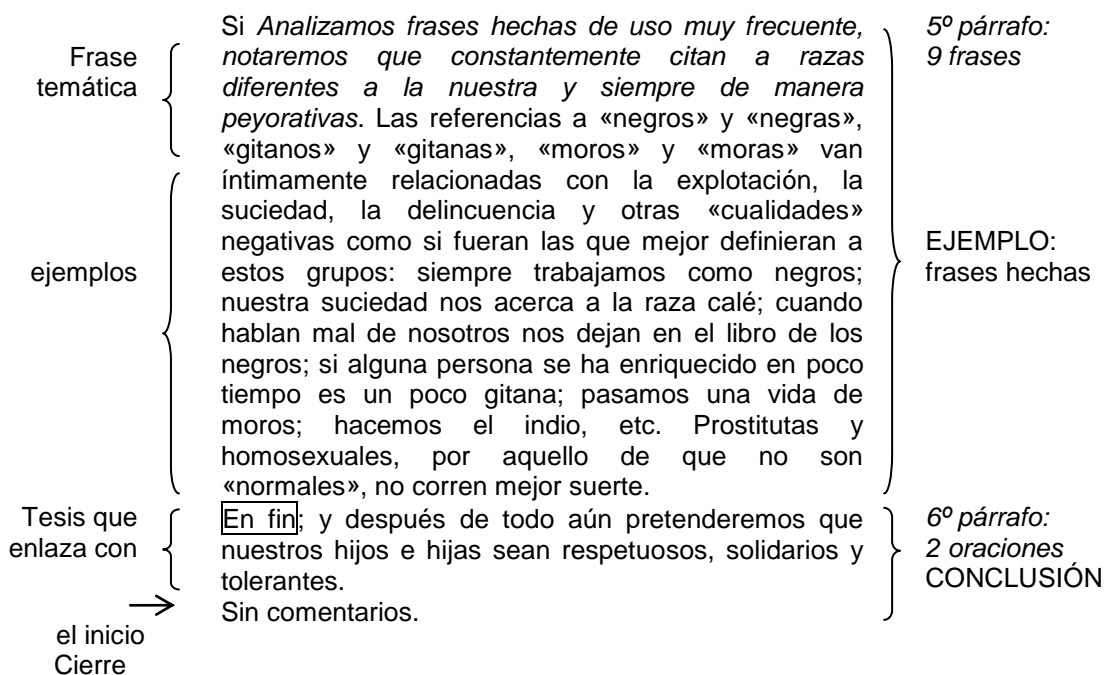 Si Analizamos frases hechas de uso muy frecuente,
5º párrafo:
Frase
notaremos que constantemente citan a razas
9 frases
temática
diferentes a la nuestra y siempre de manera
peyorativas. Las referencias a «negros» y «negras»,
«gitanos» y «gitanas», «moros» y «moras» van
íntimamente relacionadas con la explotación, la
suciedad, la delincuencia y otras «cualidades»
negativas como si fueran las que mejor definieran a
EJEMPLO:
ejemplos
estos grupos: siempre trabajamos como negros;
frases hechas
nuestra suciedad nos acerca a la raza calé; cuando
hablan mal de nosotros nos dejan en el libro de los
negros; si alguna persona se ha enriquecido en poco
tiempo es un poco gitana; pasamos una vida de
moros; hacemos el indio, etc. Prostitutas y
homosexuales, por aquello de que no son
«normales», no corren mejor suerte.
Tesis que
En fin; y después de todo aún pretenderemos que
6º párrafo:
enlaza con
nuestros hijos e hijas sean respetuosos, solidarios y
2 oraciones
tolerantes.
CONCLUSIÓN
Sin comentarios.
el inicio
Cierre